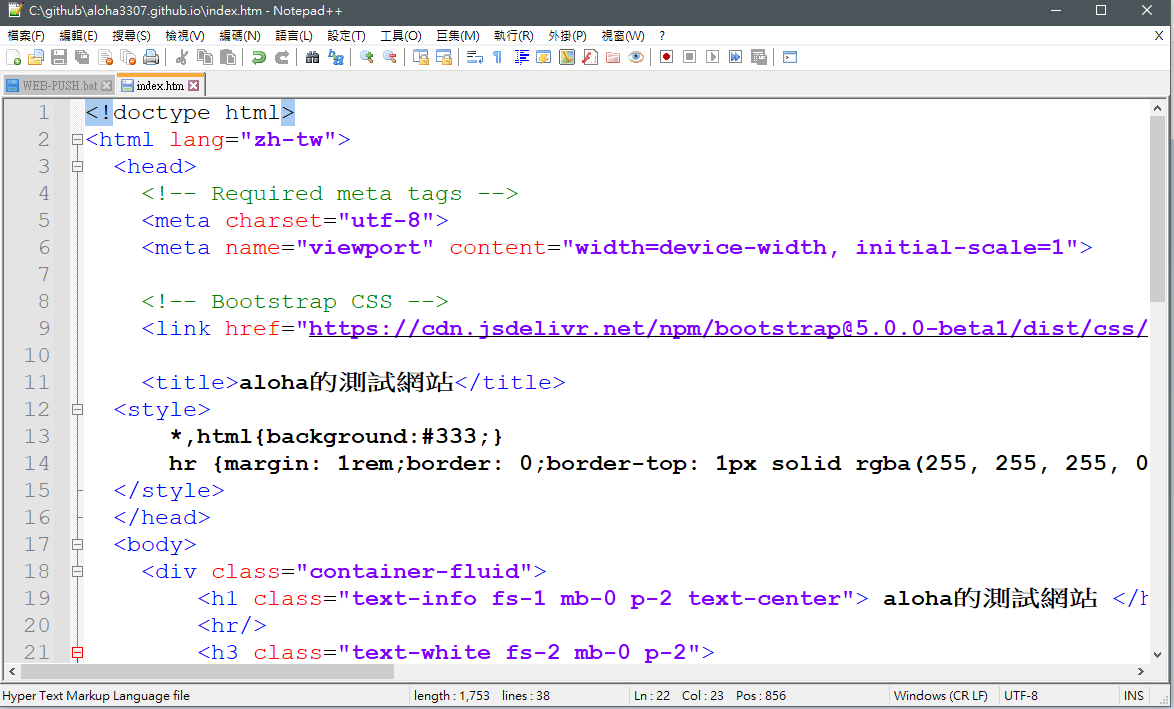 C:\github\aloha3307.github.io\index.htm - Notepad++
檔案(F) 編輯(E) 搜尋(S) 檢視(V) 編碼(N) 語言(L) 設定(T) 工具(O) 巨集(M) 執行(R) 外掛(P) 視窗(W) ? X
WEB-PUSH.bat index.htm
1 <!doctype html>
2 <html lang="zh-tw">
3 <head>
4 <!-- Required meta tags -->
5 <meta charset="utf-8">
6 <meta name="viewport" content="width=device-width, initial-scale=1">
7
8 <!-- Bootstrap CSS -->
9 <link href="https://cdn.jsdelivr.net/npm/bootstrap@5.0.0-beta1/dist/css/
10
11 <title>aloha的測試網站</title>
12 <style>
13 *,html{background:#333;}
14 hr {margin: 1rem;border: 0;border-top: 1px solid rgba(255, 255, 255, 0
15 </style>
16 </head>
17 <body>
18 <div class="container-fluid">
19 <h1 class="text-info fs-1 mb-0 p-2 text-center"> aloha的測試網站 </h
20 <hr/>
21 <h3 class="text-white fs-2 mb-0 p-2">
Hyper Text Markup Language file length : 1,753 lines : 38 Ln : 22 Col : 23 Pos : 856 Windows (CR LF) UTF-8 INS